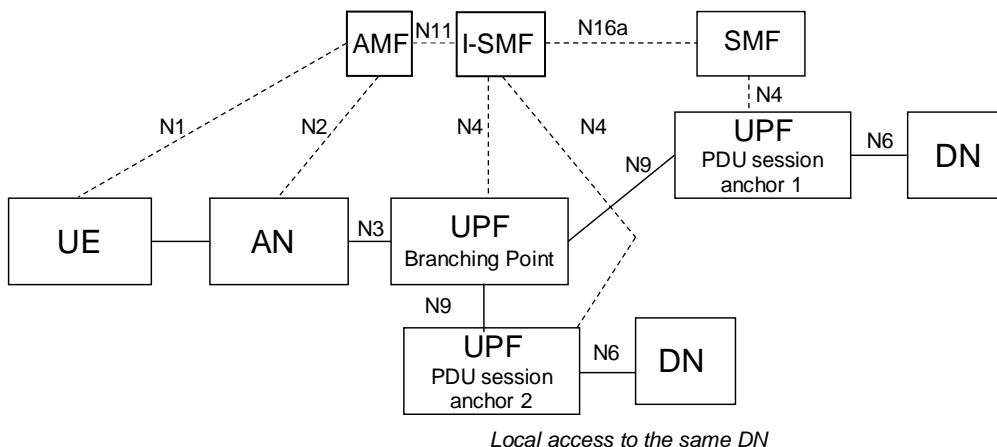 AMF
N11
I-SMF
N16a
SMF
N1
N2
N4
N4
N4
UPF
PDU session
anchor 1
N6
DN
N9
UE
AN
N3
UPF
Branching Point
N9
UPF
PDU session
anchor 2
N6
DN
Local access to the same DN